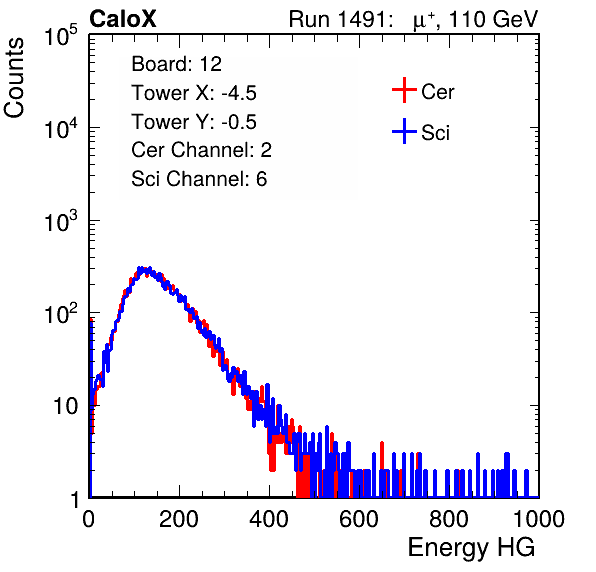 CaloX Run 1491: μ⁺, 110 GeV
Board: 12
Tower X: -4.5
Tower Y: -0.5
Cer Channel: 2
Sci Channel: 6
Cer
Sci
Counts
10⁵
10⁴
10³
10²
10
1
0 200 400 600 800 1000
Energy HG